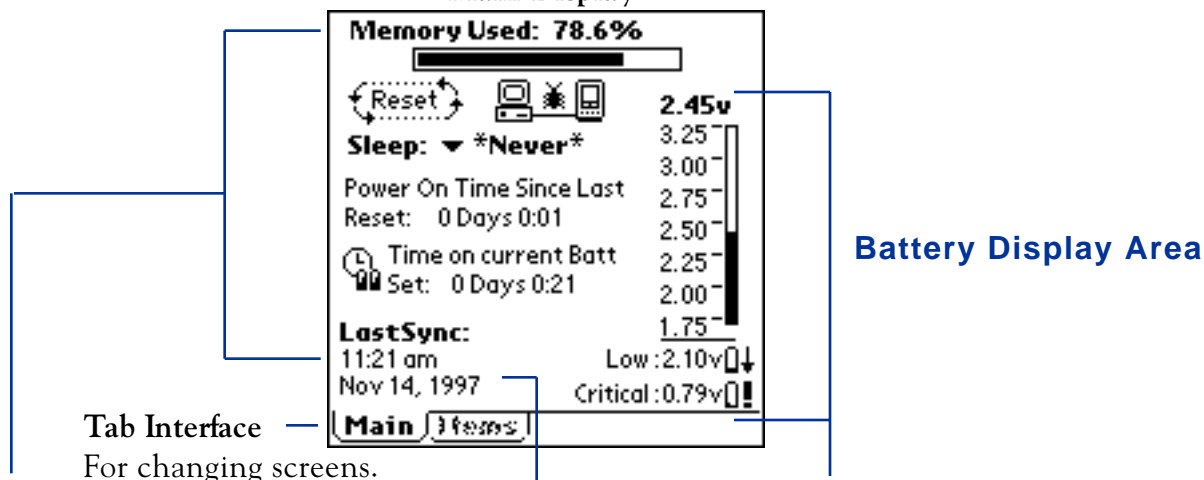 Memory Used: 78.6%
Reset
2.45v
Sleep: *Never*
3.25
3.00
Power On Time Since Last
2.75
Reset: 0 Days 0:01
2.50
Battery Display Area
Time on current Batt
2.25
Set: 0 Days 0:21
2.00
LastSync:
1.75
11:21 am
Low :2.10v
Nov 14, 1997
Critical :0.79v
Tab Interface
Main
Items
For changing screens.